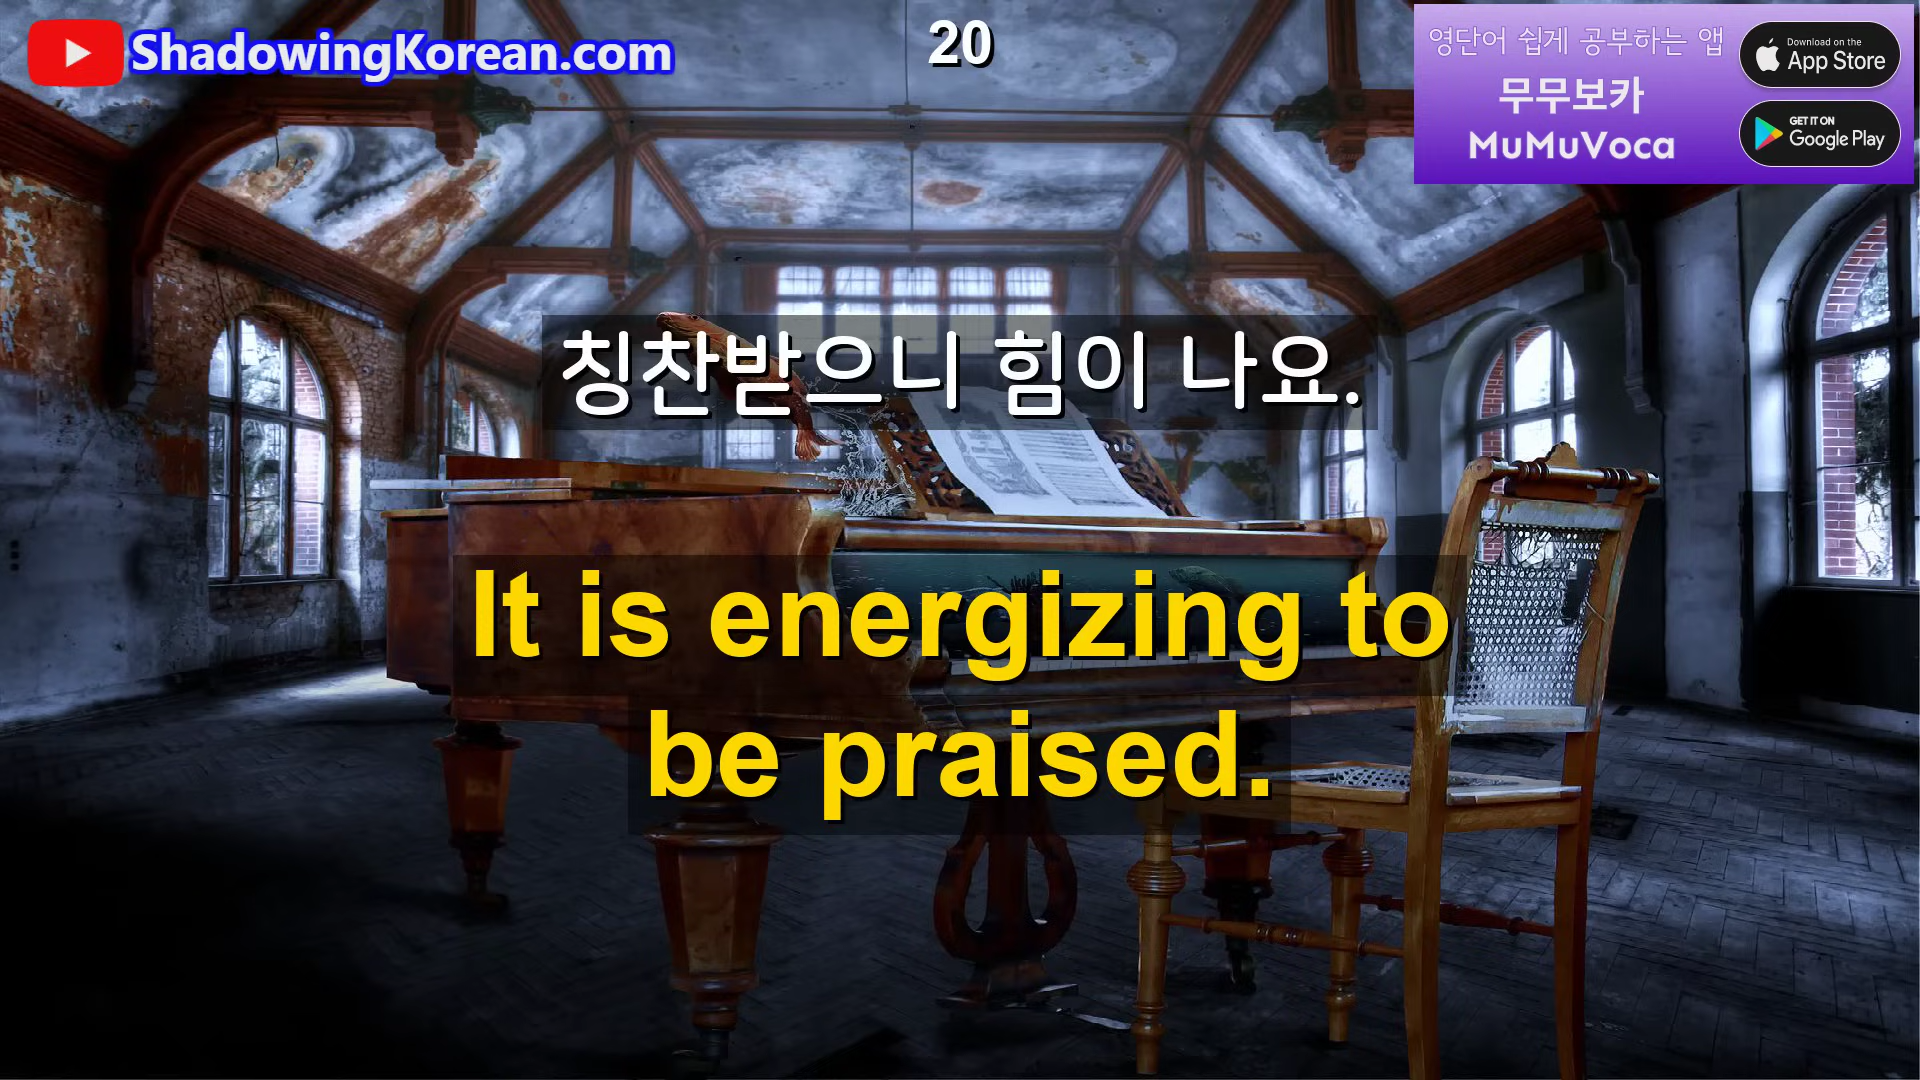 ShadowingKorean.com
20
영단어 쉽게 공부하는 앱
무무보카
MuMuVoca
Download on the
App Store
GET IT ON
Google Play
칭찬받으니 힘이 나요.
It is energizing to
be praised.